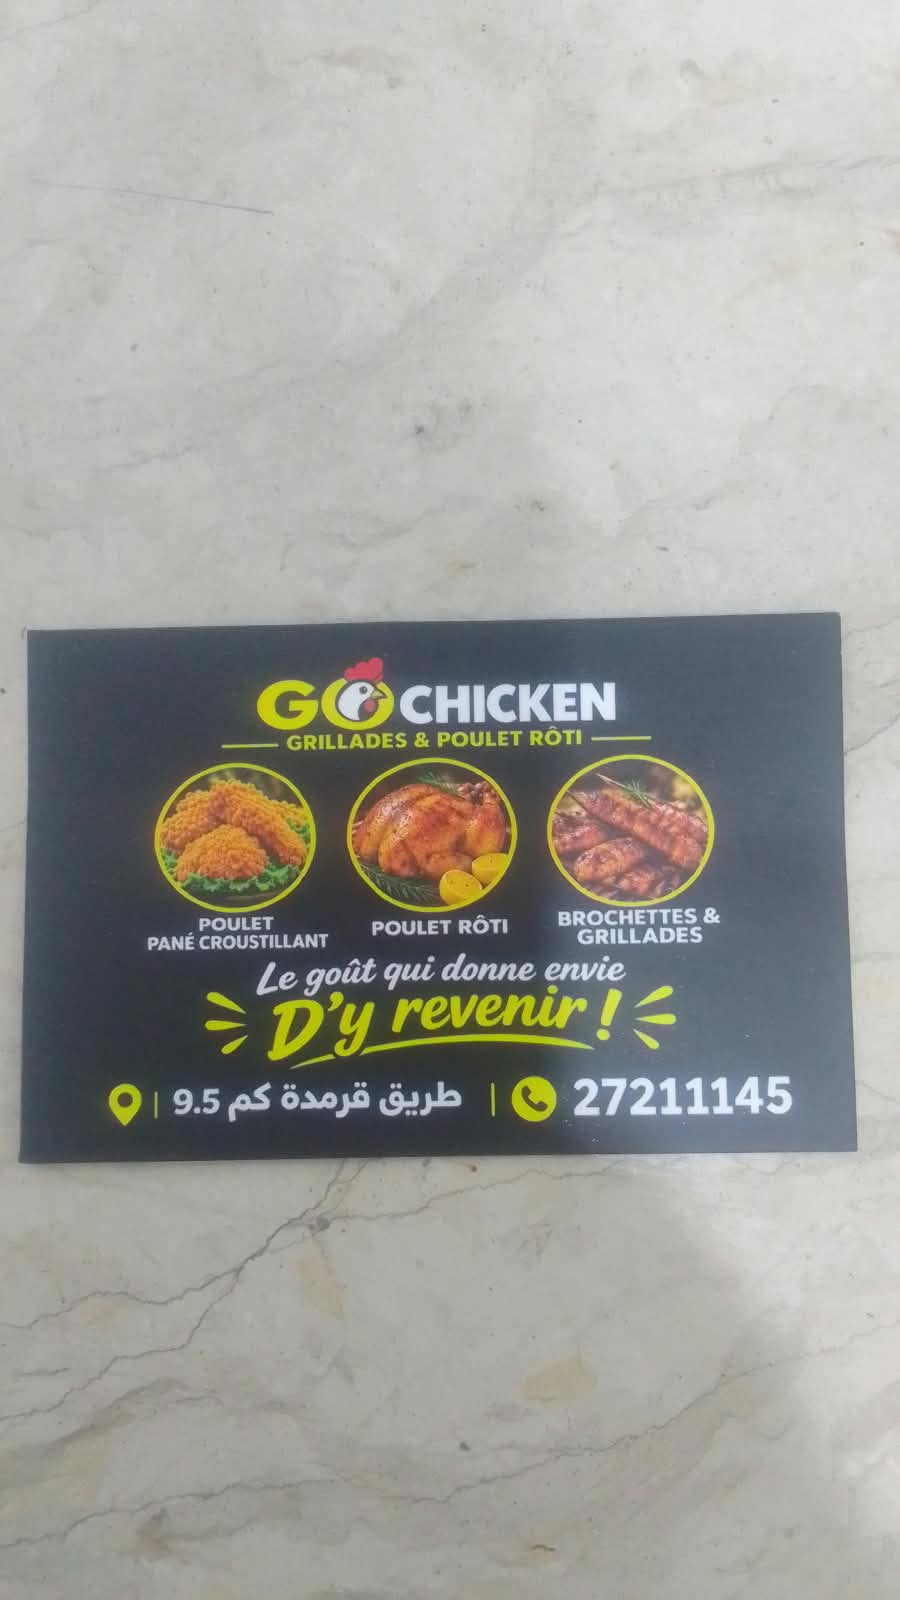 GO CHICKEN
GRILLADES & POULET RÔTI
POULET
PANÉ CROUSTILLANT
POULET RÔTI
BROCHETTES &
GRILLADES
Le goût qui donne envie
D'y revenir !
طريق قرمدة كم 9.5 | 27211145